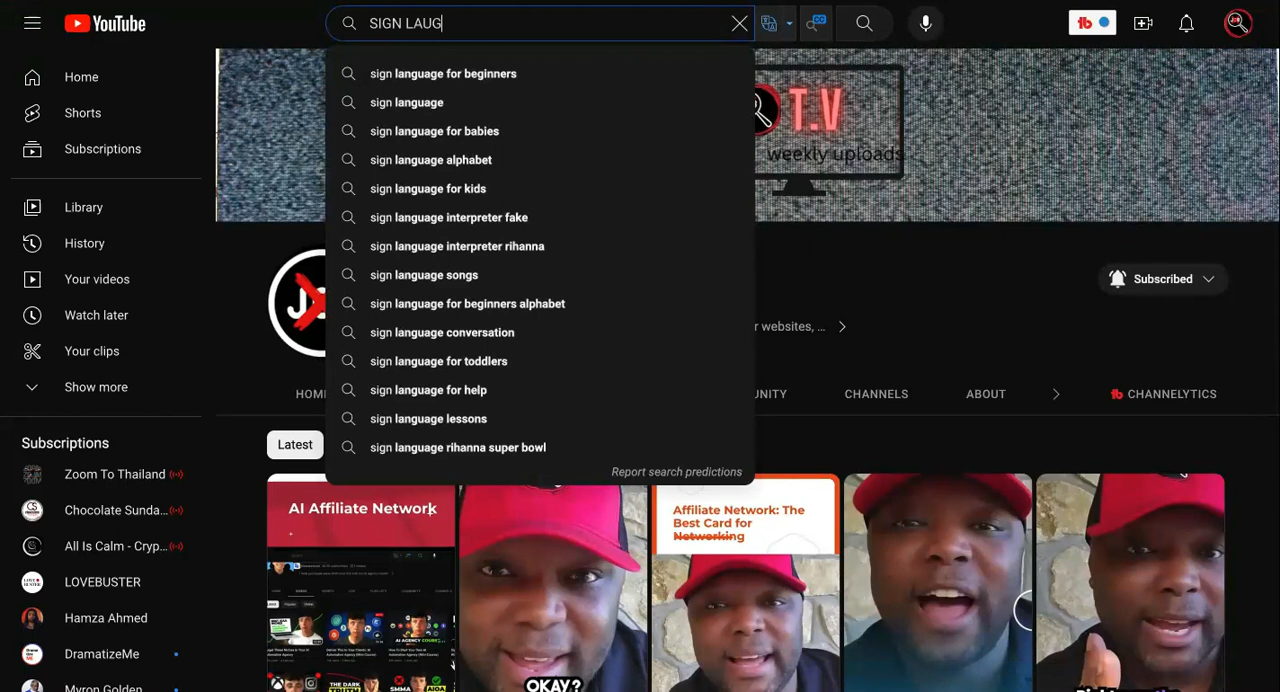 YouTube
SIGN LAUG
CC
tb
Home
Shorts
Subscriptions
Library
History
Your videos
Watch later
Your clips
Show more
Subscriptions
Zoom To Thailand
Chocolate Sunda...
All Is Calm - Cryp...
LOVEBUSTER
Hamza Ahmed
DramatizeMe
Myron Golden
sign language for beginners
sign language
sign language for babies
sign language alphabet
sign language for kids
sign language interpreter fake
sign language interpreter rihanna
sign language songs
sign language for beginners alphabet
sign language conversation
sign language for toddlers
sign language for help
sign language lessons
sign language rihanna super bowl
Report search predictions
T.V
weekly uploads
Subscribed
r websites, ...
HOM
UNITY
CHANNELS
ABOUT
CHANNELYTICS
Latest
AI Affiliate Network
Affiliate Network: The
Best Card for
Networking
OKAY?